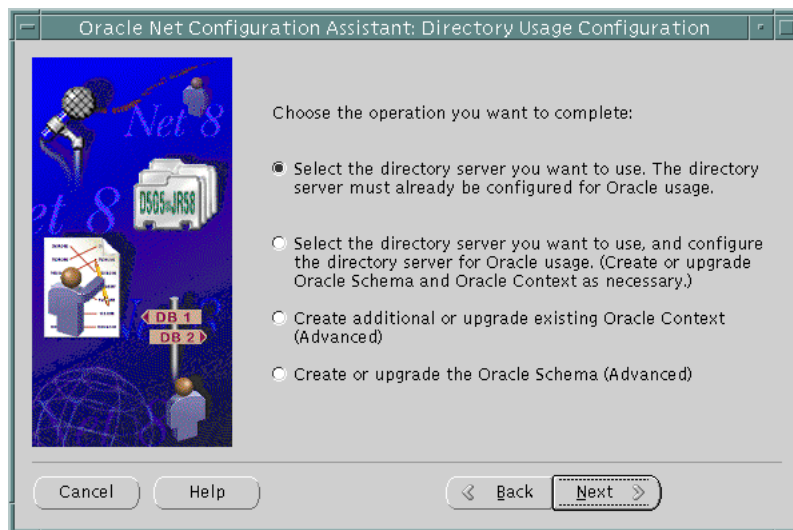 Oracle Net Configuration Assistant: Directory Usage Configuration
Net 8
Choose the operation you want to complete:
Select the directory server you want to use. The directory
server must already be configured for Oracle usage.
D5G5
JR58
et 8
Select the directory server you want to use, and configure
the directory server for Oracle usage. (Create or upgrade
Oracle Schema and Oracle Context as necessary.)
DB 1
DB 2
Create additional or upgrade existing Oracle Context
(Advanced)
Create or upgrade the Oracle Schema (Advanced)
Cancel
Help
Back
Next